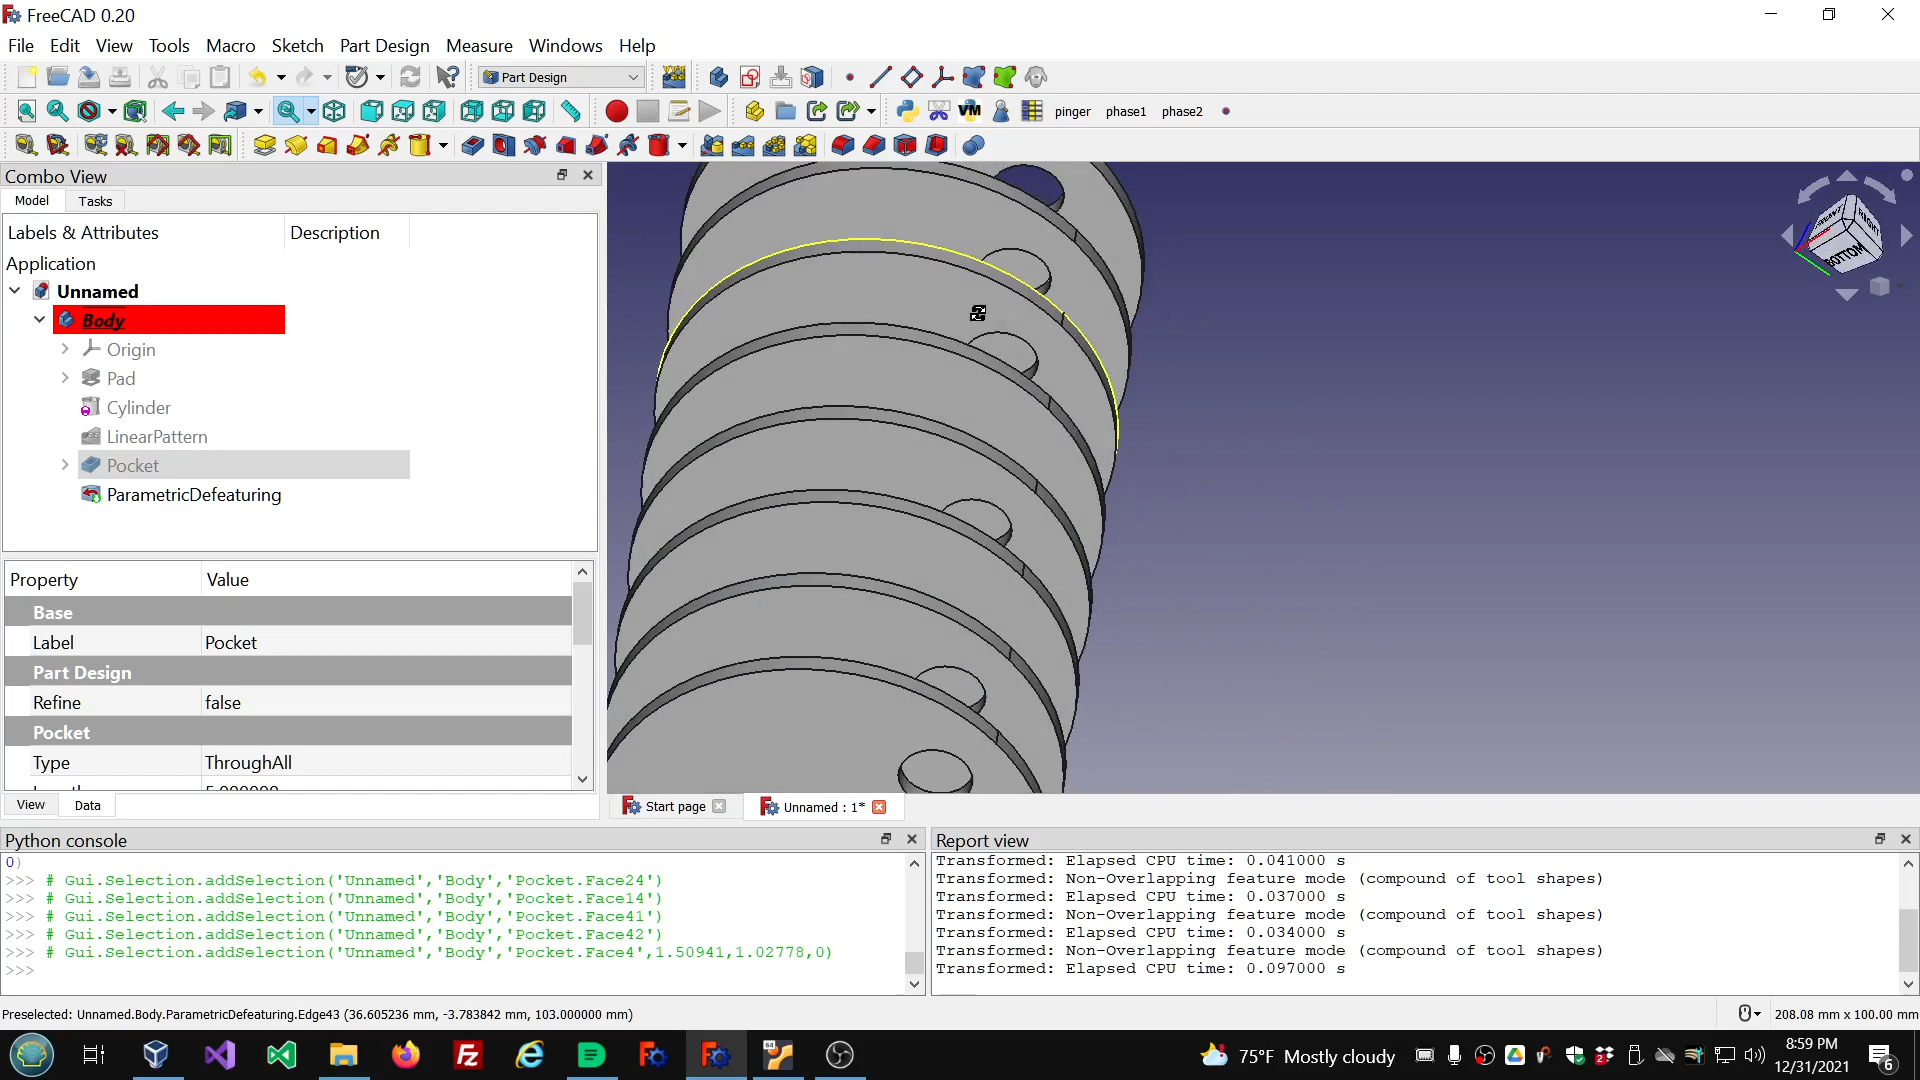 FreeCAD 0.20
File Edit View Tools Macro Sketch Part Design Measure Windows Help
Part Design
VM pinger phase1 phase2
Combo View
Model Tasks
Labels & Attributes Description
Application
Unnamed
Body
Origin
Pad
Cylinder
LinearPattern
Pocket
ParametricDefeaturing
RIGHT
BOTTOM
Property Value
Base
Label Pocket
Part Design
Refine false
Pocket
Type ThroughAll
View Data
Start page Unnamed : 1*
Python console
0)
>>> # Gui.Selection.addSelection('Unnamed','Body','Pocket.Face24')
>>> # Gui.Selection.addSelection('Unnamed','Body','Pocket.Face14')
>>> # Gui.Selection.addSelection('Unnamed','Body','Pocket.Face41')
>>> # Gui.Selection.addSelection('Unnamed','Body','Pocket.Face42')
>>> # Gui.Selection.addSelection('Unnamed','Body','Pocket.Face4',1.50941,1.02778,0)
>>>
Report view
Transformed: Elapsed CPU time: 0.041000 s
Transformed: Non-Overlapping feature mode (compound of tool shapes)
Transformed: Elapsed CPU time: 0.037000 s
Transformed: Non-Overlapping feature mode (compound of tool shapes)
Transformed: Elapsed CPU time: 0.034000 s
Transformed: Non-Overlapping feature mode (compound of tool shapes)
Transformed: Elapsed CPU time: 0.097000 s
Preselected: Unnamed.Body.ParametricDefeaturing.Edge43 (36.605236 mm, -3.783842 mm, 103.000000 mm)
208.08 mm x 100.00 mm
75°F Mostly cloudy
8:59 PM
12/31/2021
6